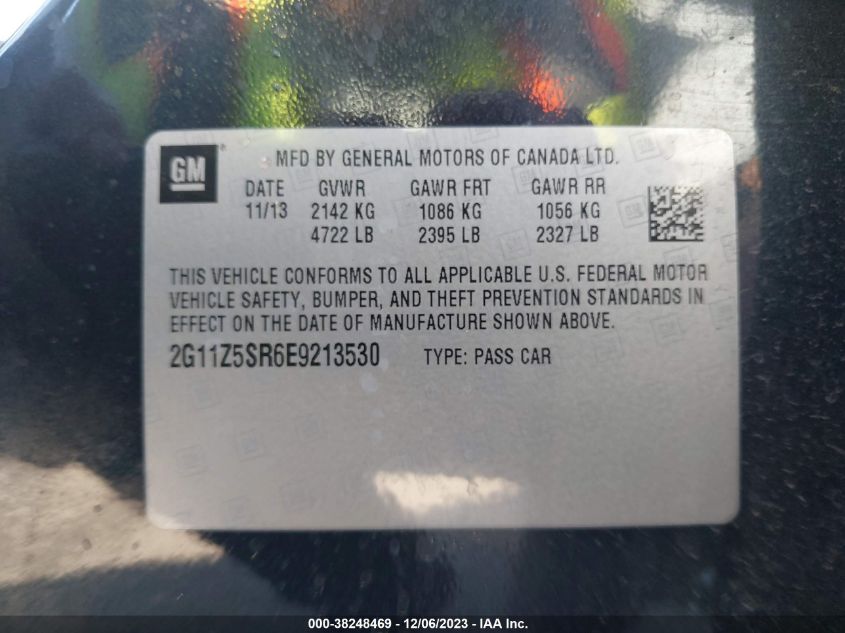 GM
MFD BY GENERAL MOTORS OF CANADA LTD.
DATE GVWR GAWR FRT GAWR RR
11/13 2142 KG 1086 KG 1056 KG
4722 LB 2395 LB 2327 LB
THIS VEHICLE CONFORMS TO ALL APPLICABLE U.S. FEDERAL MOTOR
VEHICLE SAFETY, BUMPER, AND THEFT PREVENTION STANDARDS IN
EFFECT ON THE DATE OF MANUFACTURE SHOWN ABOVE.
2G11Z5SR6E9213530 TYPE: PASS CAR
000-38248469 - 12/06/2023 - IAA Inc.